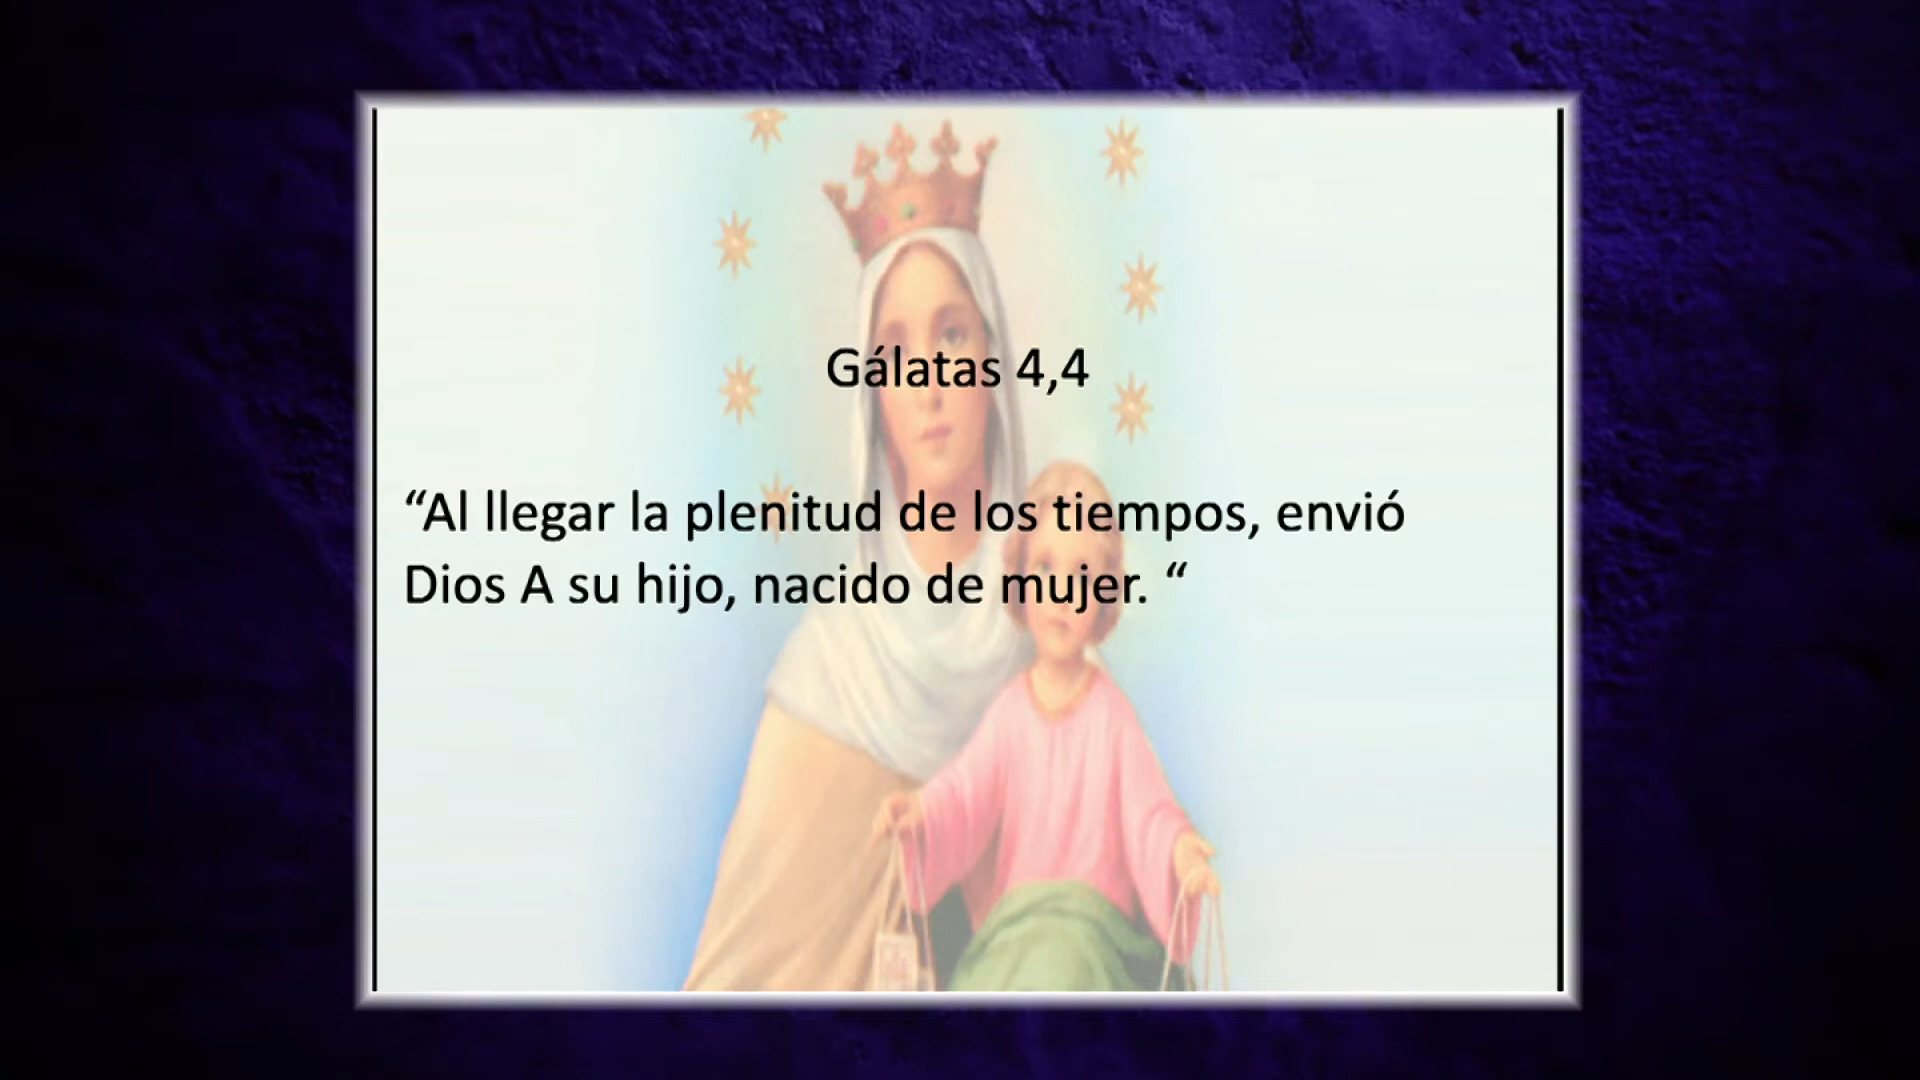 Gálatas 4,4
“Al llegar la plenitud de los tiempos, envió
Dios A su hijo, nacido de mujer. “